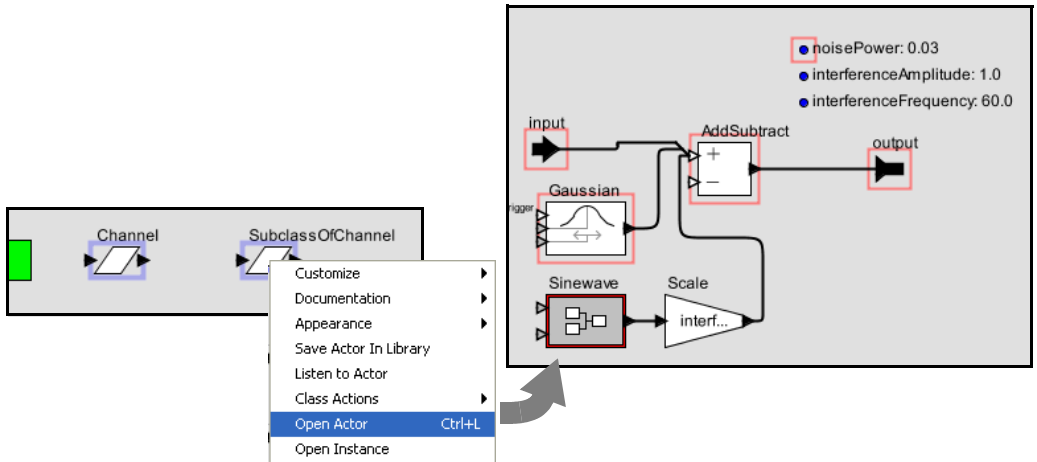 Channel
SubclassOfChannel
Customize
Documentation
Appearance
Save Actor In Library
Listen to Actor
Class Actions
Open Actor Ctrl+L
Open Instance
noisePower: 0.03
interferenceAmplitude: 1.0
interferenceFrequency: 60.0
input
AddSubtract
output
+
−
Gaussian
rigger
Sinewave
Scale
interf...